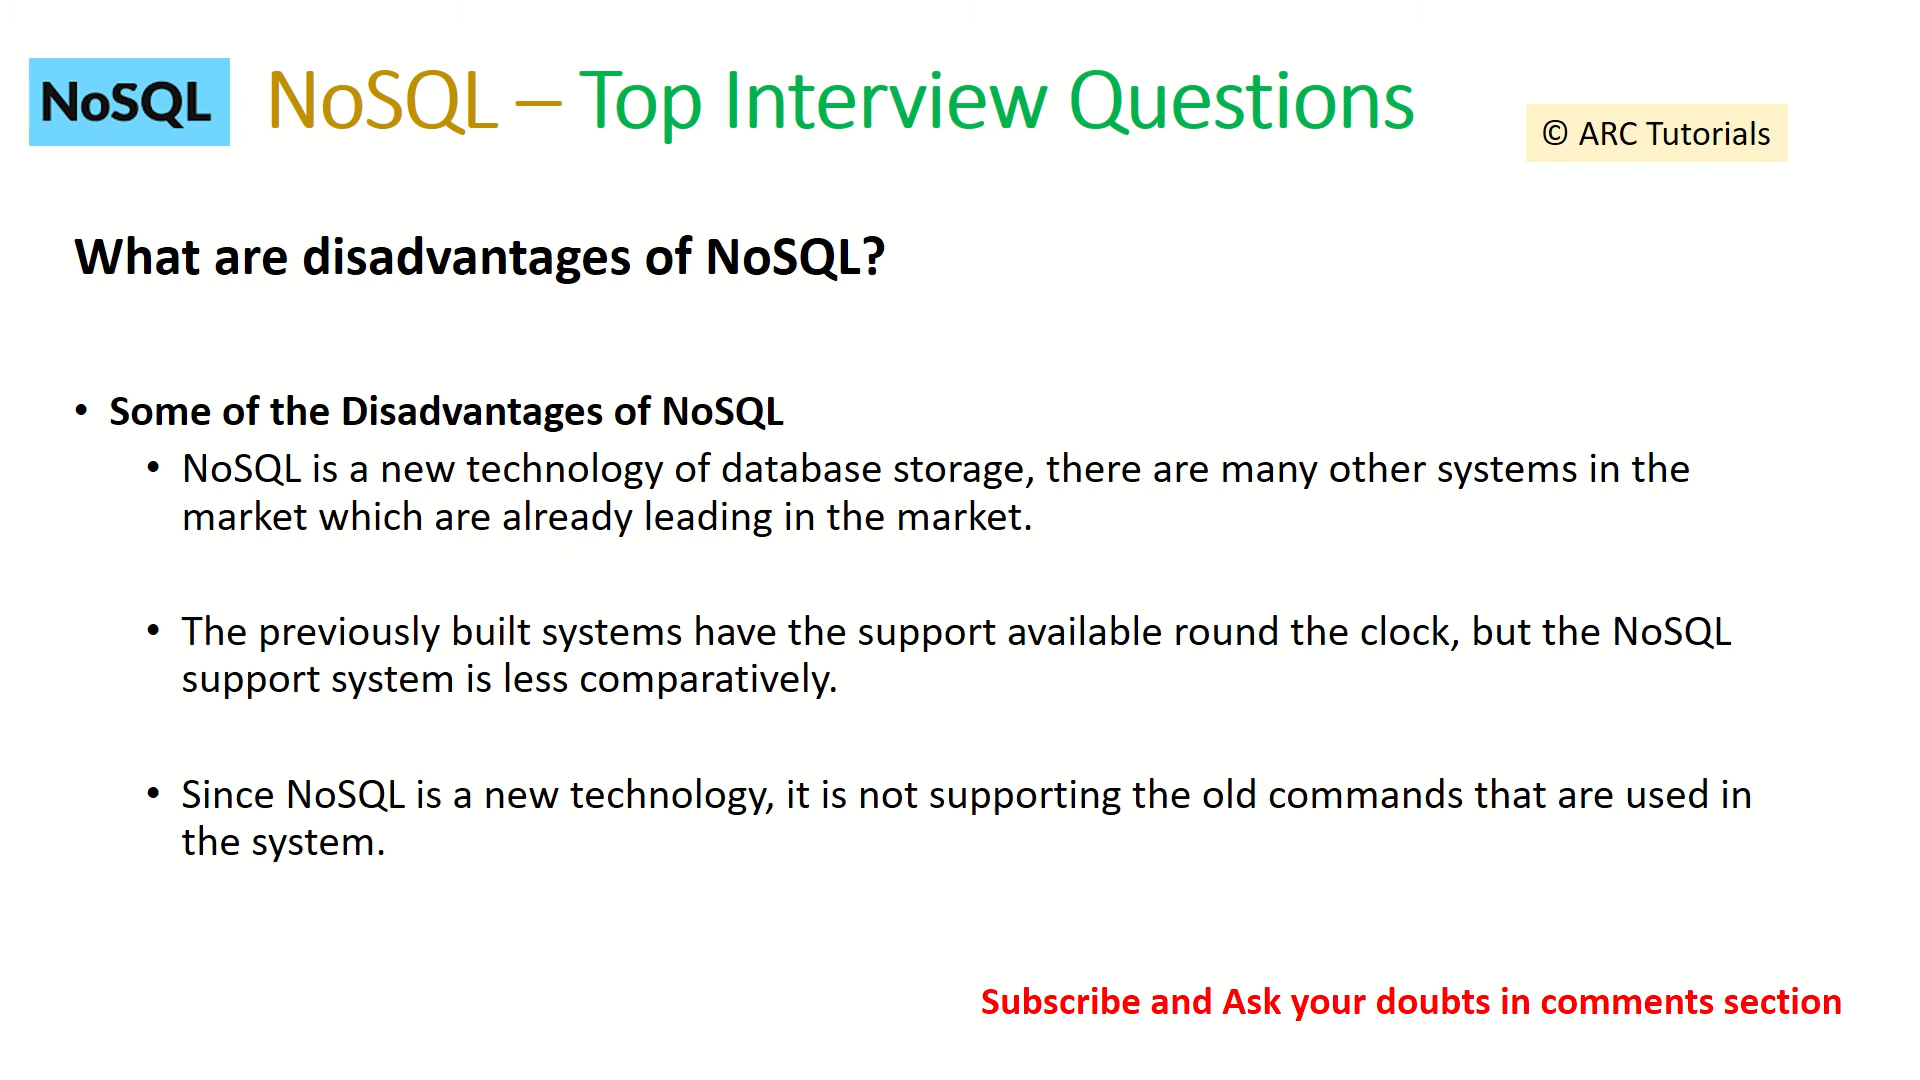 NoSQL
NoSQL – Top Interview Questions
© ARC Tutorials
What are disadvantages of NoSQL?
• Some of the Disadvantages of NoSQL
• NoSQL is a new technology of database storage, there are many other systems in the
market which are already leading in the market.
• The previously built systems have the support available round the clock, but the NoSQL
support system is less comparatively.
• Since NoSQL is a new technology, it is not supporting the old commands that are used in
the system.
Subscribe and Ask your doubts in comments section